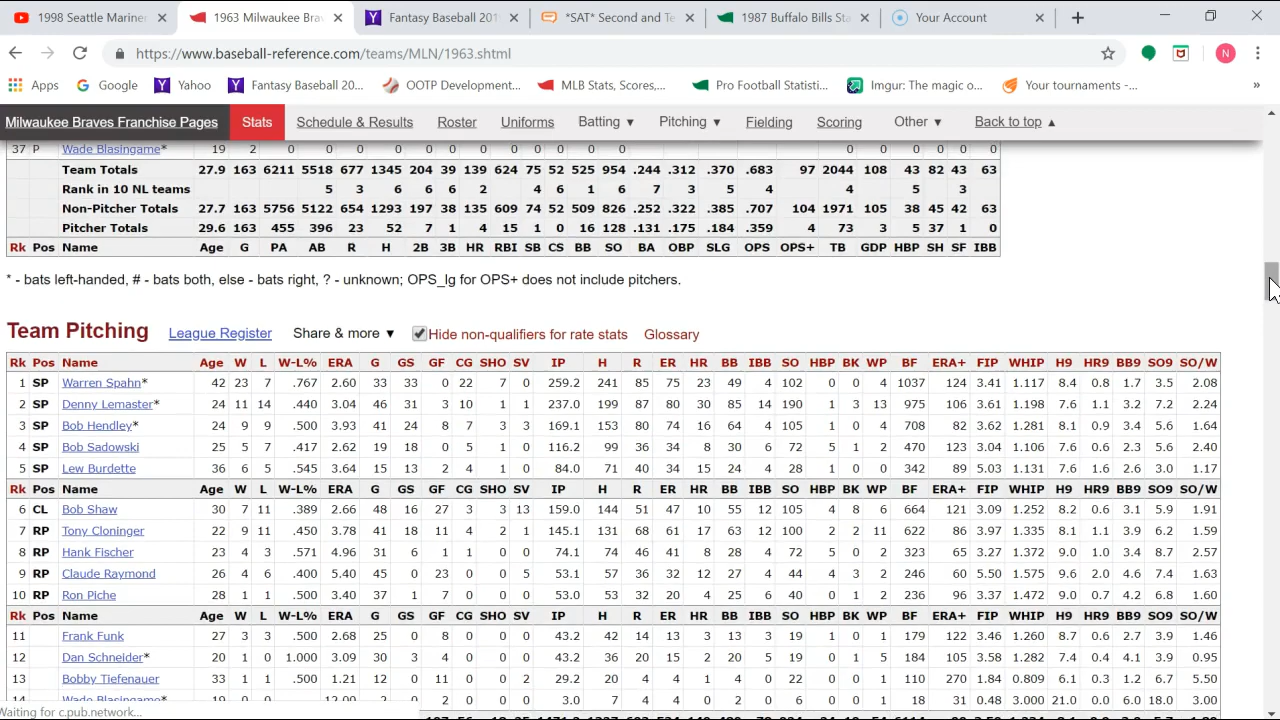 1998 Seattle Mariner
1963 Milwaukee Brav
Fantasy Baseball 201
*SAT* Second and Te
1987 Buffalo Bills Sta
Your Account
https://www.baseball-reference.com/teams/MLN/1963.shtml
N
Apps Google Yahoo Fantasy Baseball 20... OOTP Development... MLB Stats, Scores,... Pro Football Statisti... Imgur: The magic o... Your tournaments -... »
Milwaukee Braves Franchise Pages Stats Schedule & Results Roster Uniforms Batting ▼ Pitching ▼ Fielding Scoring Other ▼ Back to top ▲
37 P Wade Blasingame* 19 2 0 0 0 0 0 0 0 0 0 0 0 0 0 0 0 0 0 0
Team Totals 27.9 163 6211 5518 677 1345 204 39 139 624 75 52 525 954 .244 .312 .370 .683 97 2044 108 43 82 43 63
Rank in 10 NL teams 5 3 6 6 6 2 4 6 1 6 7 3 5 4 4 5 3
Non-Pitcher Totals 27.7 163 5756 5122 654 1293 197 38 135 609 74 52 509 826 .252 .322 .385 .707 104 1971 105 38 45 42 63
Pitcher Totals 29.6 163 455 396 23 52 7 1 4 15 1 0 16 128 .131 .175 .184 .359 4 73 3 5 37 1 0
Rk Pos Name Age G PA AB R H 2B 3B HR RBI SB CS BB SO BA OBP SLG OPS OPS+ TB GDP HBP SH SF IBB
* - bats left-handed, # - bats both, else - bats right, ? - unknown; OPS_lg for OPS+ does not include pitchers.
Team Pitching League Register Share & more ▼ Hide non-qualifiers for rate stats Glossary
Rk Pos Name Age W L W-L% ERA G GS GF CG SHO SV IP H R ER HR BB IBB SO HBP BK WP BF ERA+ FIP WHIP H9 HR9 BB9 SO9 SO/W
1 SP Warren Spahn* 42 23 7 .767 2.60 33 33 0 22 7 0 259.2 241 85 75 23 49 4 102 0 0 4 1037 124 3.41 1.117 8.4 0.8 1.7 3.5 2.08
2 SP Denny Lemaster* 24 11 14 .440 3.04 46 31 3 10 1 1 237.0 199 87 80 30 85 14 190 1 3 13 975 106 3.61 1.198 7.6 1.1 3.2 7.2 2.24
3 SP Bob Hendley* 24 9 9 .500 3.93 41 24 8 7 3 3 169.1 153 80 74 16 64 4 105 1 0 4 708 82 3.62 1.281 8.1 0.9 3.4 5.6 1.64
4 SP Bob Sadowski 25 5 7 .417 2.62 19 18 0 5 1 0 116.2 99 36 34 8 30 6 72 5 1 2 470 123 3.04 1.106 7.6 0.6 2.3 5.6 2.40
5 SP Lew Burdette 36 6 5 .545 3.64 15 13 2 4 1 0 84.0 71 40 34 15 24 4 28 1 0 0 342 89 5.03 1.131 7.6 1.6 2.6 3.0 1.17
Rk Pos Name Age W L W-L% ERA G GS GF CG SHO SV IP H R ER HR BB IBB SO HBP BK WP BF ERA+ FIP WHIP H9 HR9 BB9 SO9 SO/W
6 CL Bob Shaw 30 7 11 .389 2.66 48 16 27 3 3 13 159.0 144 51 47 10 55 12 105 4 8 6 664 121 3.09 1.252 8.2 0.6 3.1 5.9 1.91
7 RP Tony Cloninger 22 9 11 .450 3.78 41 18 11 4 2 1 145.1 131 68 61 17 63 12 100 2 2 11 622 86 3.97 1.335 8.1 1.1 3.9 6.2 1.59
8 RP Hank Fischer 23 4 3 .571 4.96 31 6 1 1 0 0 74.1 74 46 41 8 28 4 72 5 0 2 323 65 3.27 1.372 9.0 1.0 3.4 8.7 2.57
9 RP Claude Raymond 26 4 6 .400 5.40 45 0 23 0 0 5 53.1 57 36 32 12 27 4 44 4 3 2 246 60 5.50 1.575 9.6 2.0 4.6 7.4 1.63
10 RP Ron Piche 28 1 1 .500 3.40 37 1 7 0 0 0 53.0 53 32 20 4 25 6 40 0 1 2 236 96 3.37 1.472 9.0 0.7 4.2 6.8 1.60
Rk Pos Name Age W L W-L% ERA G GS GF CG SHO SV IP H R ER HR BB IBB SO HBP BK WP BF ERA+ FIP WHIP H9 HR9 BB9 SO9 SO/W
11 Frank Funk 27 3 3 .500 2.68 25 0 8 0 0 0 43.2 42 14 13 3 13 3 19 1 0 1 179 122 3.46 1.260 8.7 0.6 2.7 3.9 1.46
12 Dan Schneider* 20 1 0 1.000 3.09 30 3 4 0 0 0 43.2 36 20 15 2 20 5 19 0 1 5 184 105 3.58 1.282 7.4 0.4 4.1 3.9 0.95
13 Bobby Tiefenauer 33 1 1 .500 1.21 12 0 11 0 0 2 29.2 20 4 4 1 4 0 22 0 0 1 110 270 1.84 0.809 6.1 0.3 1.2 6.7 5.50
14 Wade Blasingame* 19 0 0 12.00 2 0 0 0 0 0 3.0 7 4 4 0 2 0 6 0 0 1 18 31 0.48 3.000 21.0 0.0 6.0 18.0 3.00
Waiting for c.pub.network...